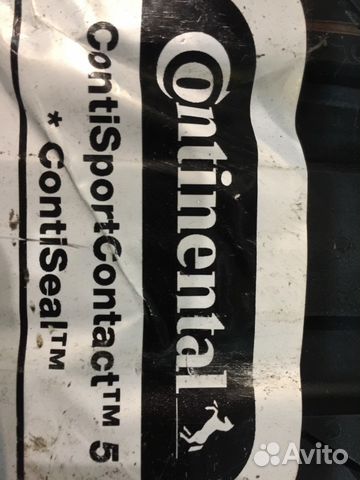 Continental
ContiSportContact™ 5
* ContiSeal™
Avito